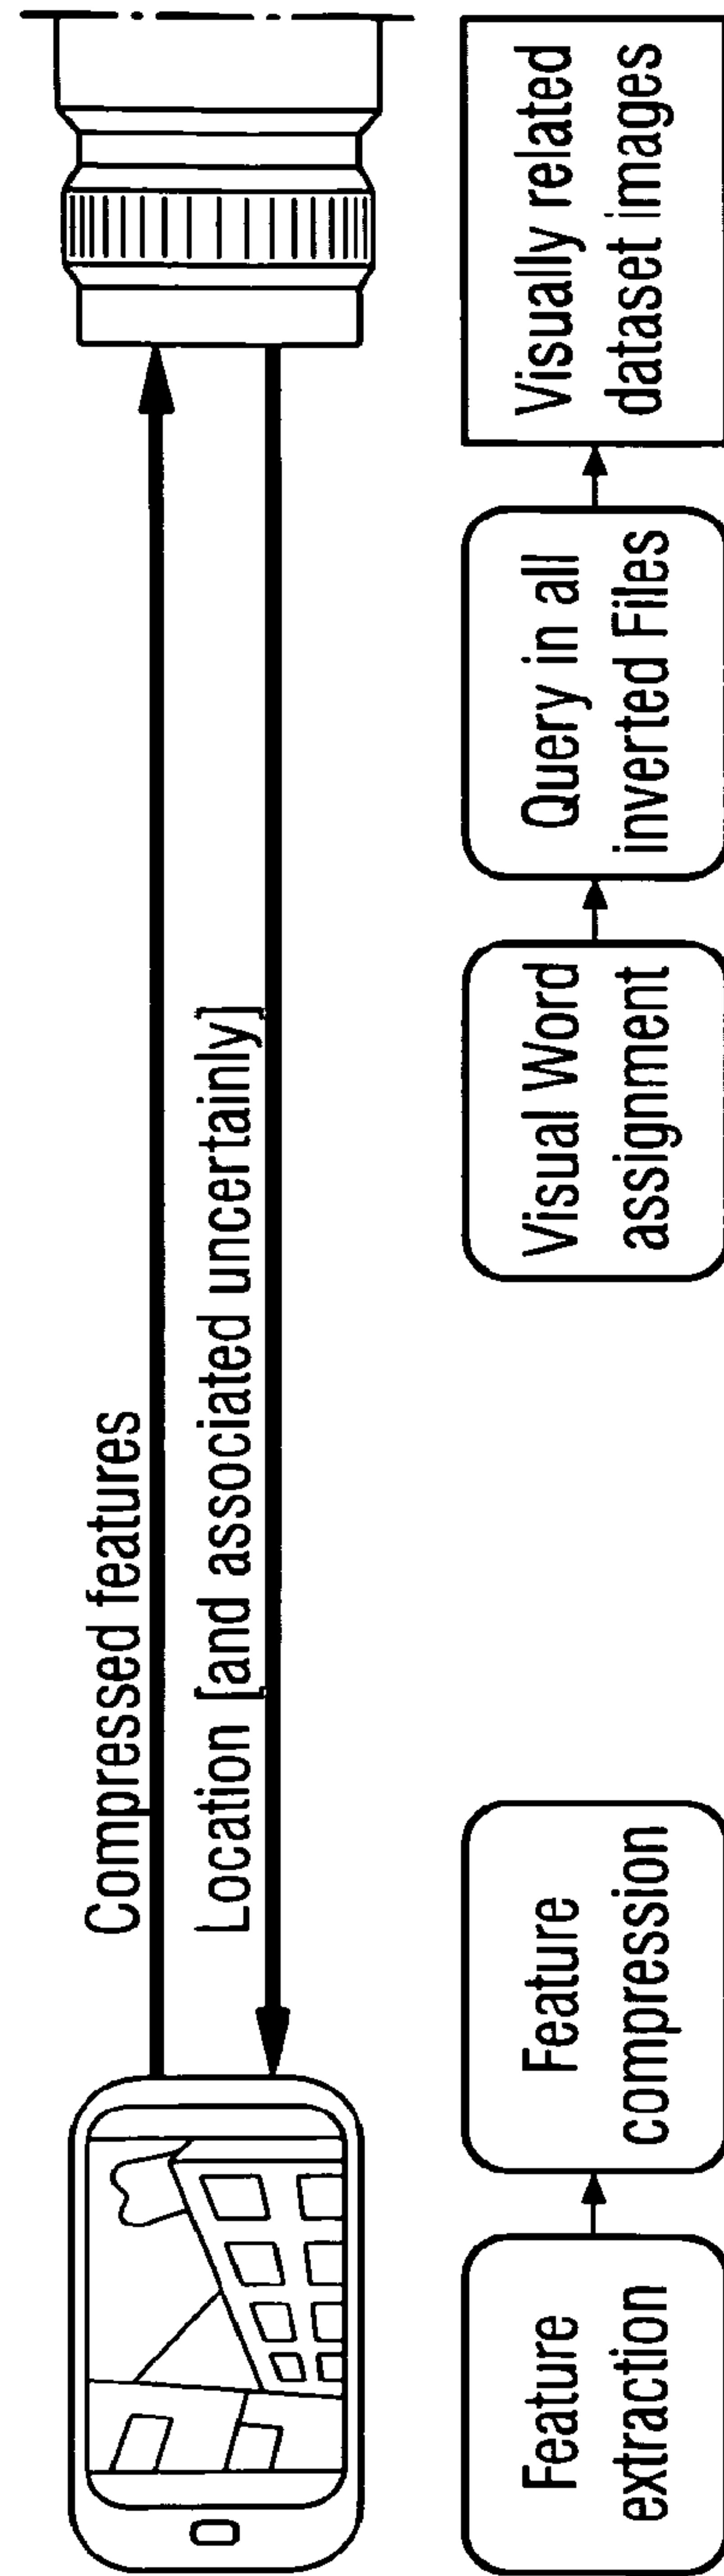 Compressed features
Location [and associated uncertainly]
Feature
extraction
Feature
compression
Visual Word
assignment
Query in all
inverted Files
Visually related
dataset images